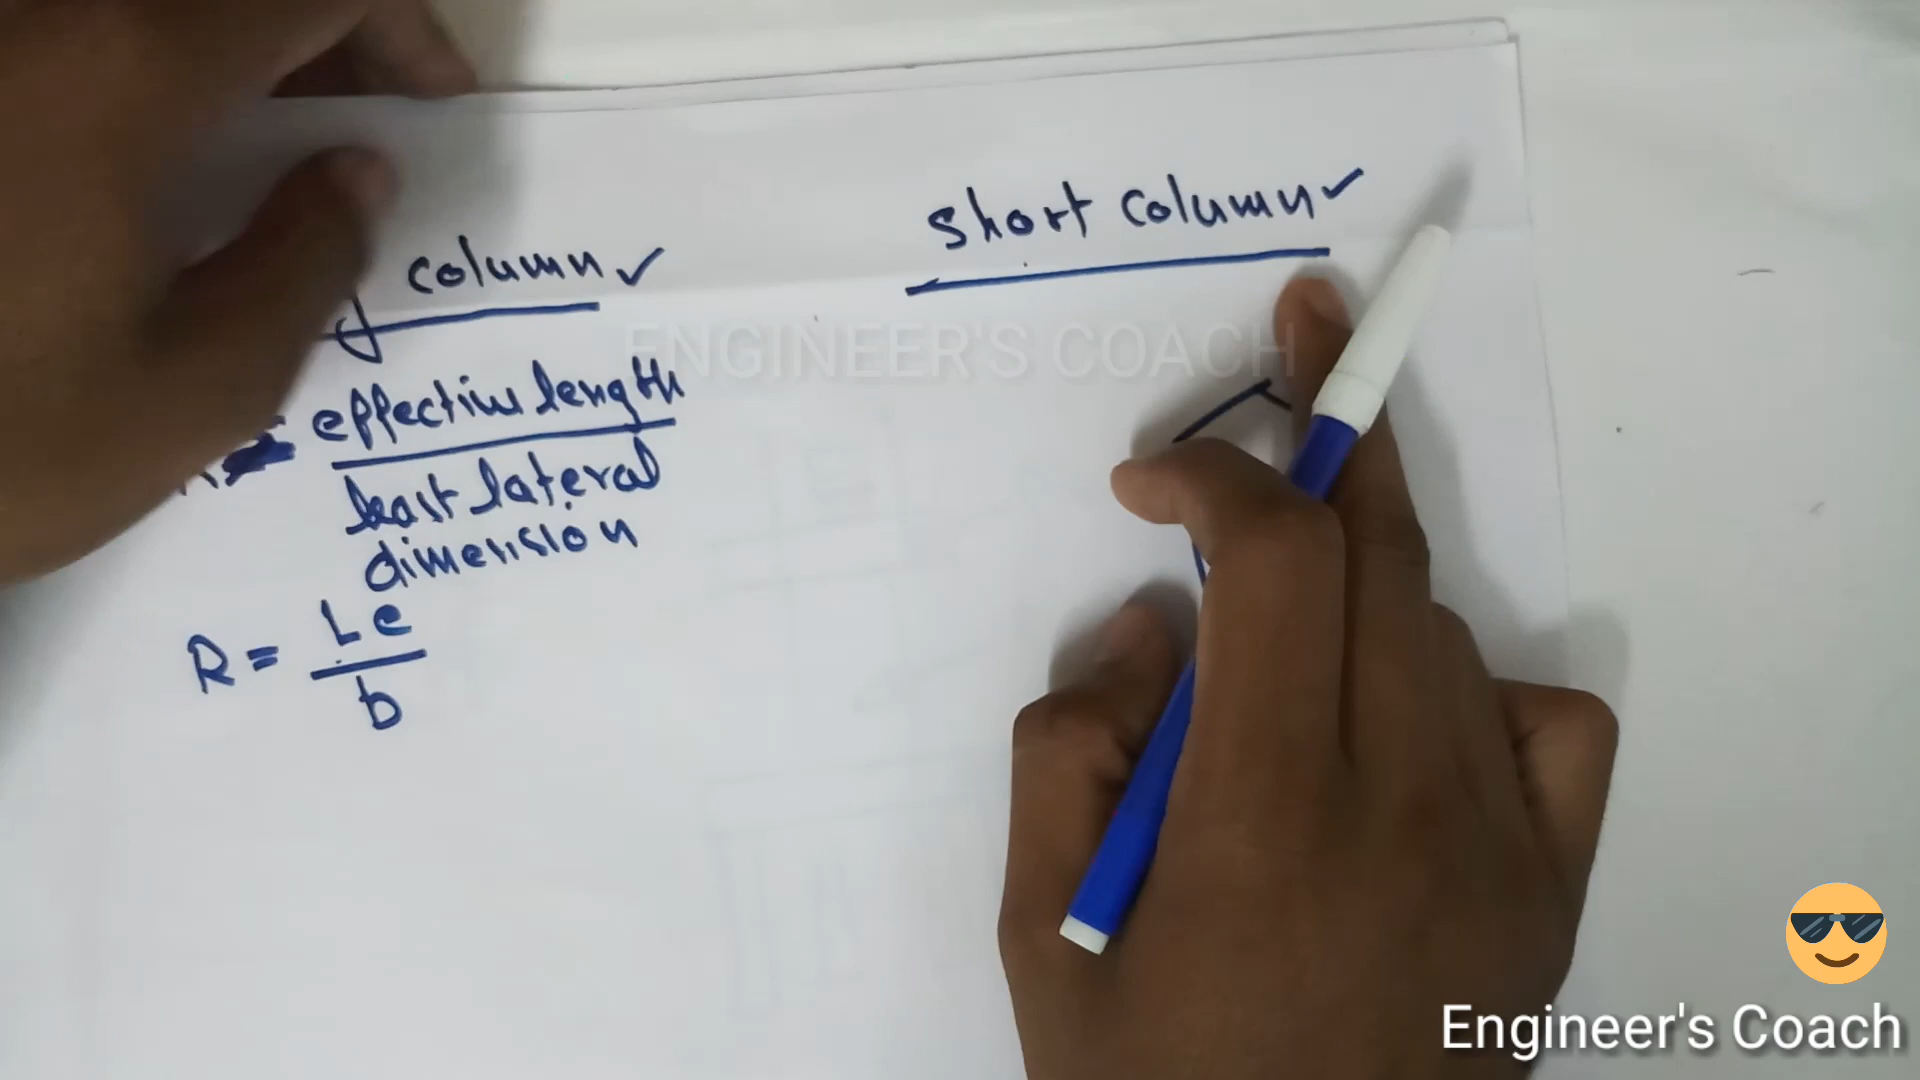 short column
column
ENGINEER'S COACH
effective length
least lateral
dimension
R = Le
b
Engineer's Coach